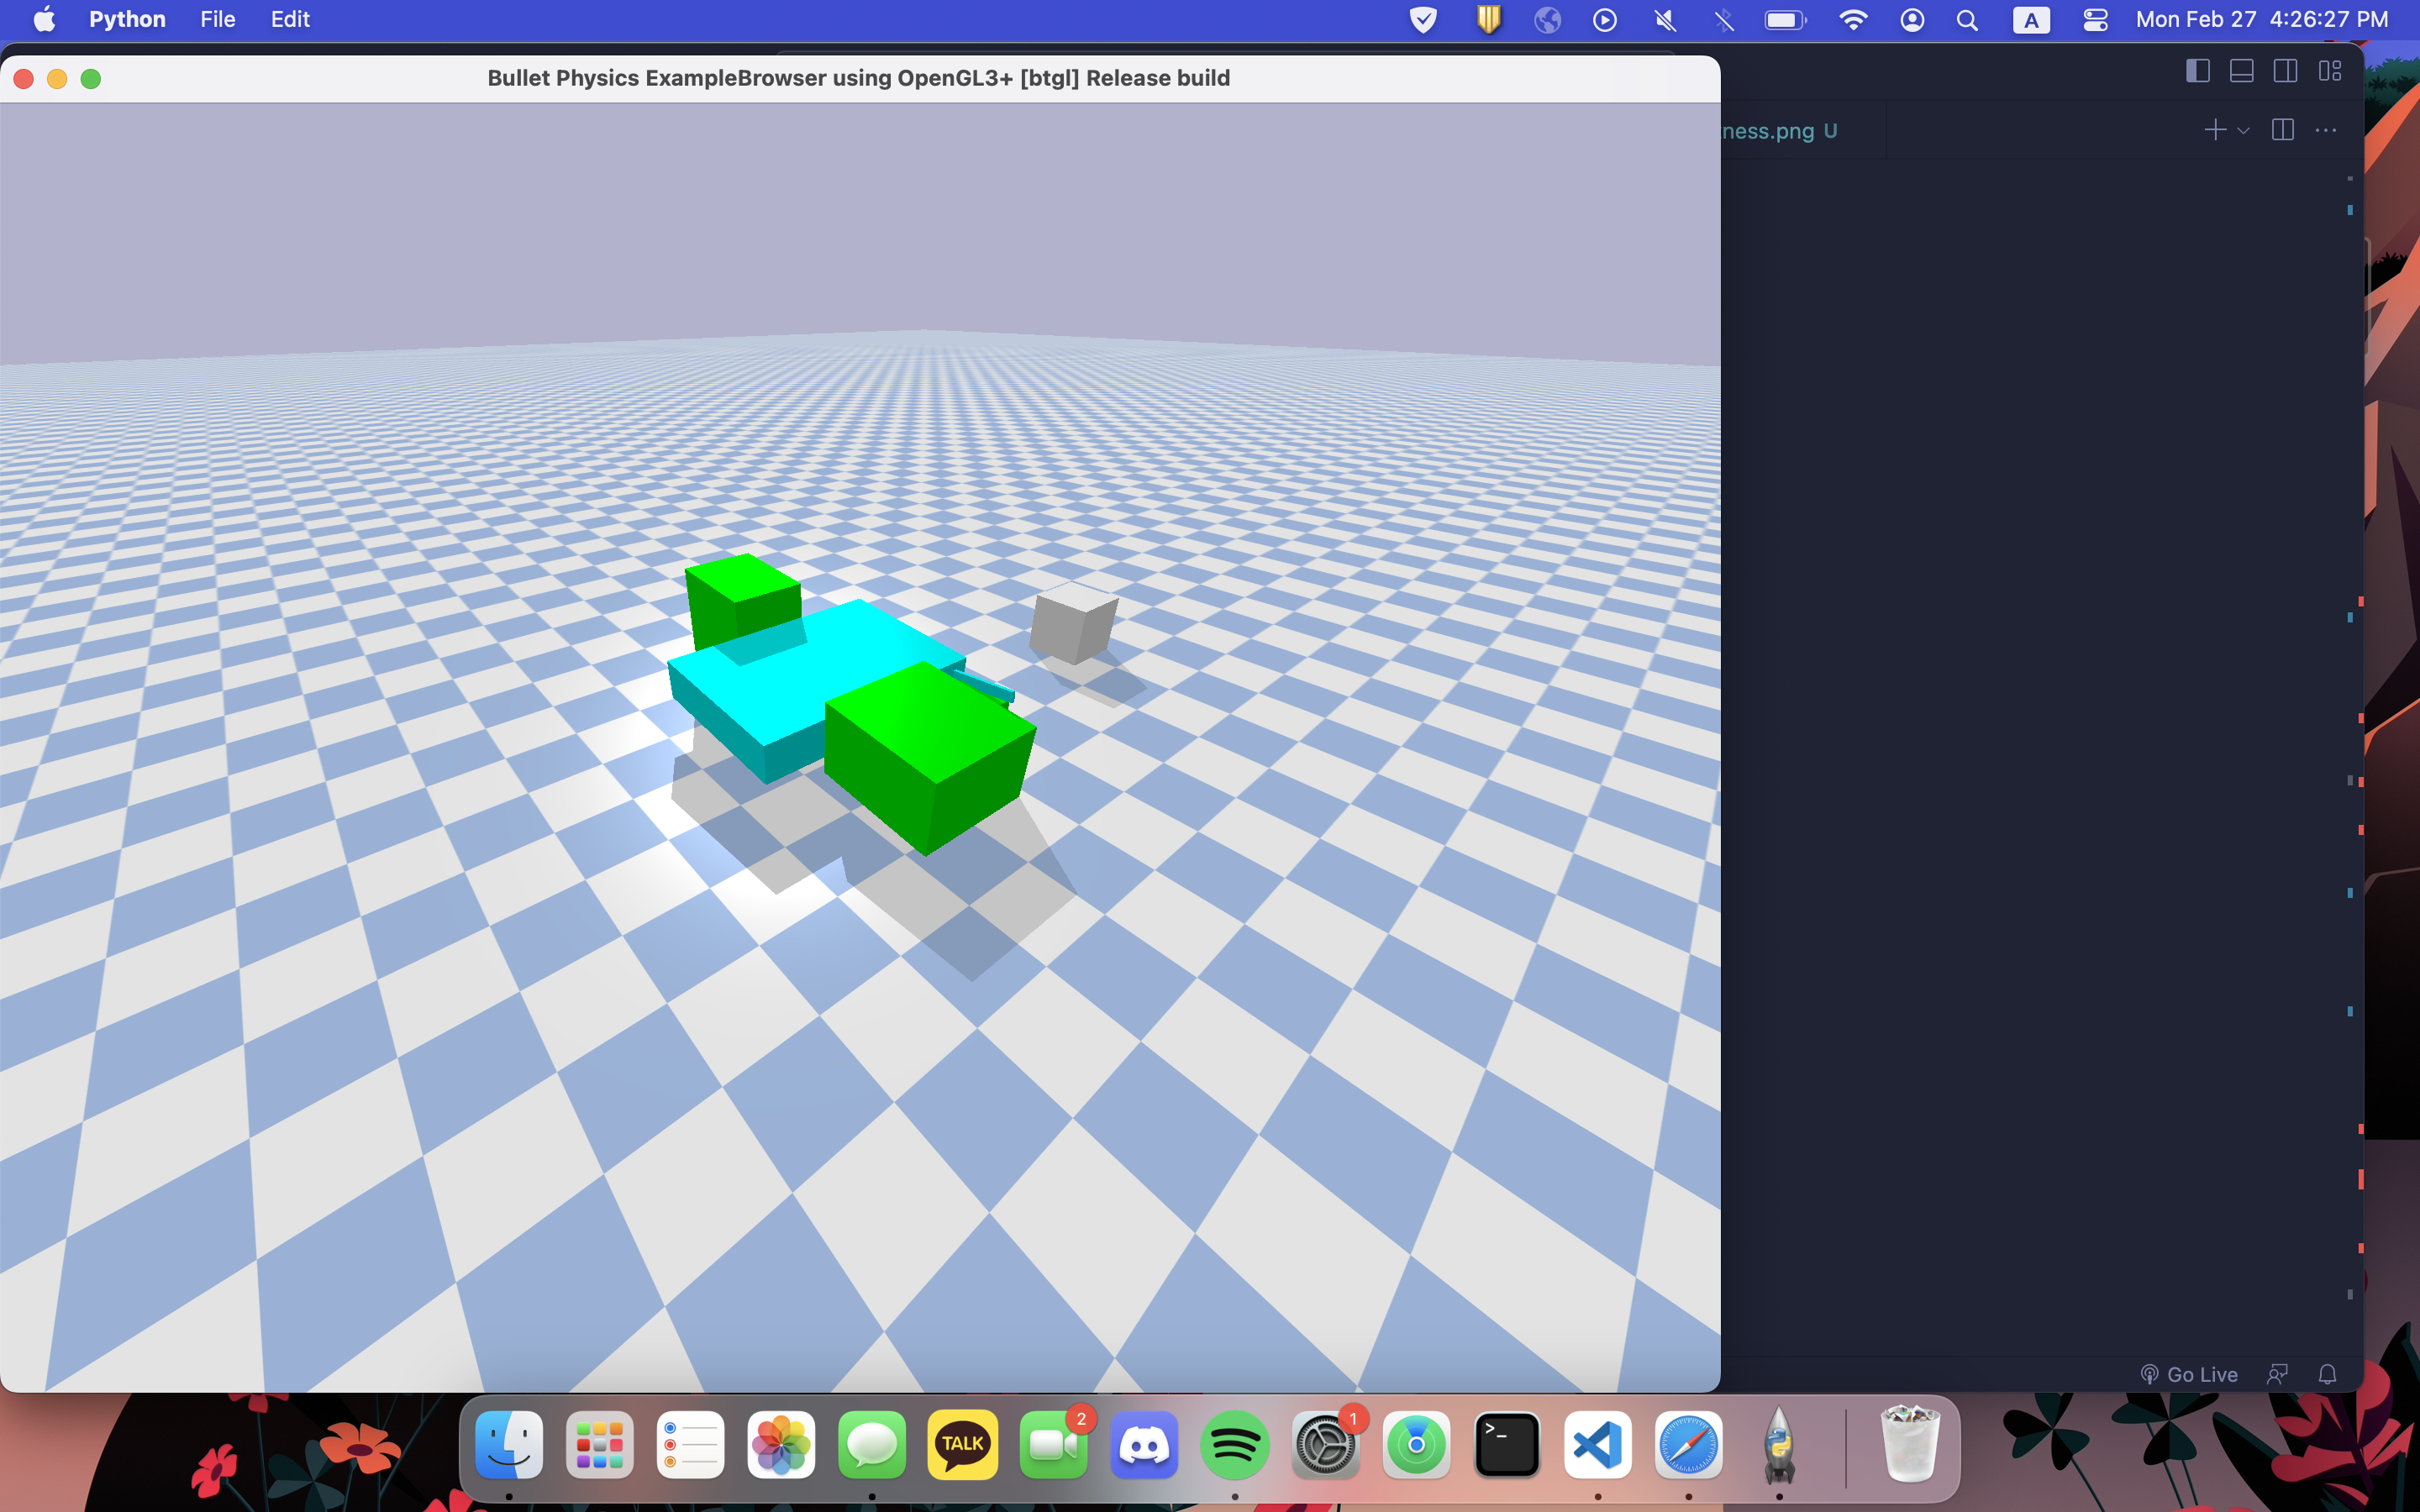 Python File Edit A Mon Feb 27 4:26:27 PM
Bullet Physics ExampleBrowser using OpenGL3+ [btgl] Release build
ness.png U
Go Live
TALK
2
1
>_